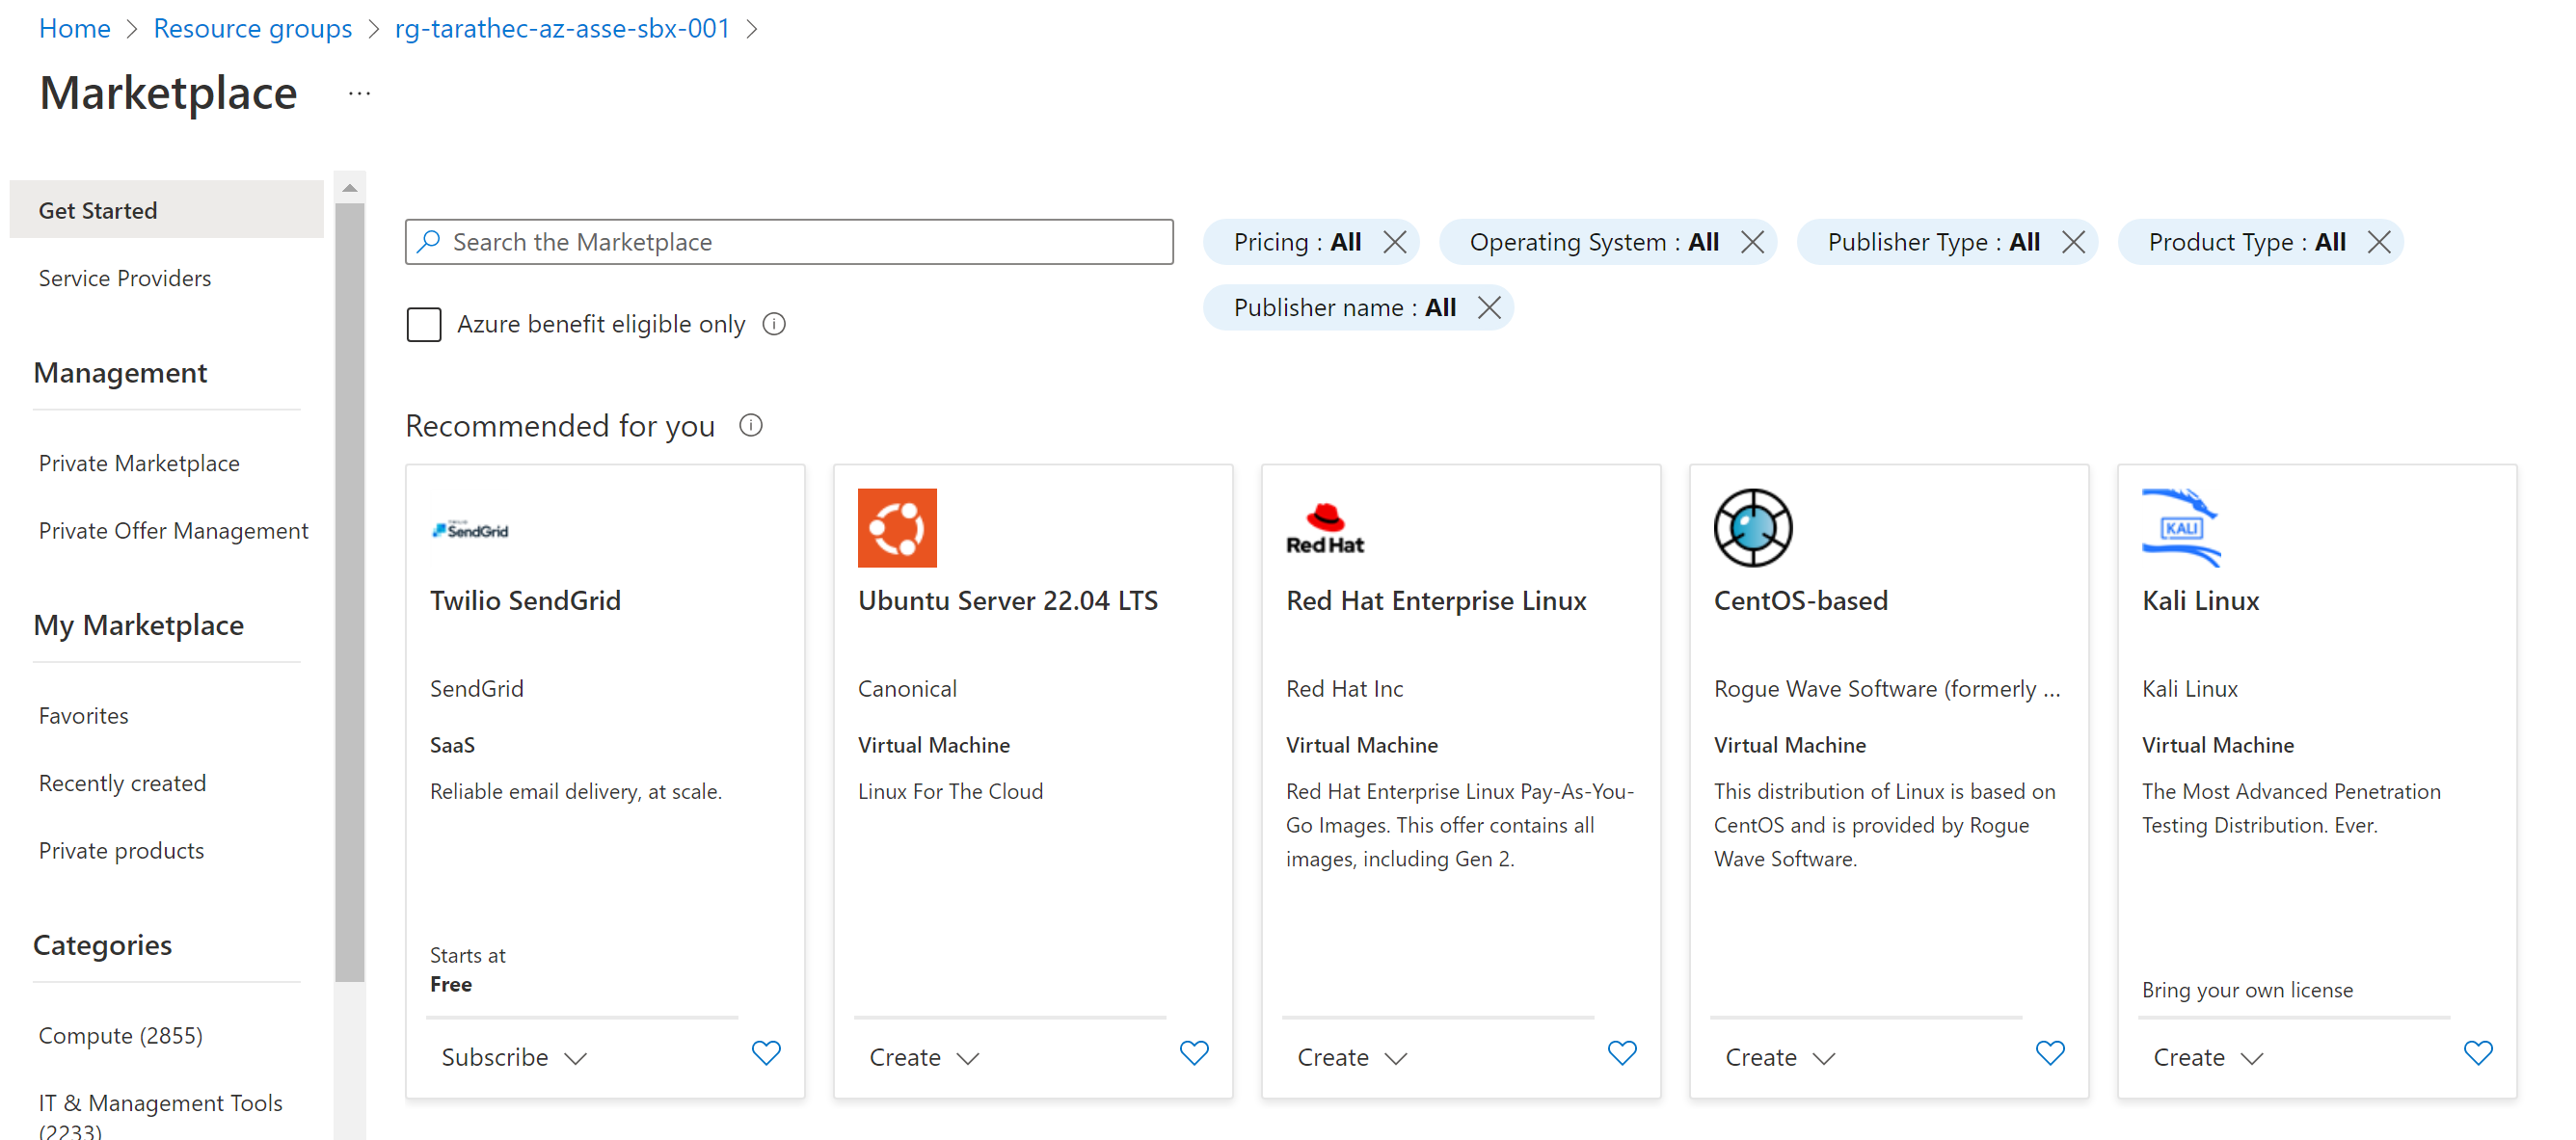 Home > Resource groups > rg-tarathec-az-asse-sbx-001 >
Marketplace ...
Get Started
Service Providers
Management
Private Marketplace
Private Offer Management
My Marketplace
Favorites
Recently created
Private products
Categories
Compute (2855)
IT & Management Tools
(2233)
Search the Marketplace
Pricing : All
Operating System : All
Publisher Type : All
Product Type : All
Publisher name : All
Azure benefit eligible only
Recommended for you
TWILIO
SendGrid
Twilio SendGrid
SendGrid
SaaS
Reliable email delivery, at scale.
Starts at
Free
Subscribe
Ubuntu Server 22.04 LTS
Canonical
Virtual Machine
Linux For The Cloud
Create
Red Hat
Red Hat Enterprise Linux
Red Hat Inc
Virtual Machine
Red Hat Enterprise Linux Pay-As-You-
Go Images. This offer contains all
images, including Gen 2.
Create
CentOS-based
Rogue Wave Software (formerly ...
Virtual Machine
This distribution of Linux is based on
CentOS and is provided by Rogue
Wave Software.
Create
KALI
Kali Linux
Kali Linux
Virtual Machine
The Most Advanced Penetration
Testing Distribution. Ever.
Bring your own license
Create